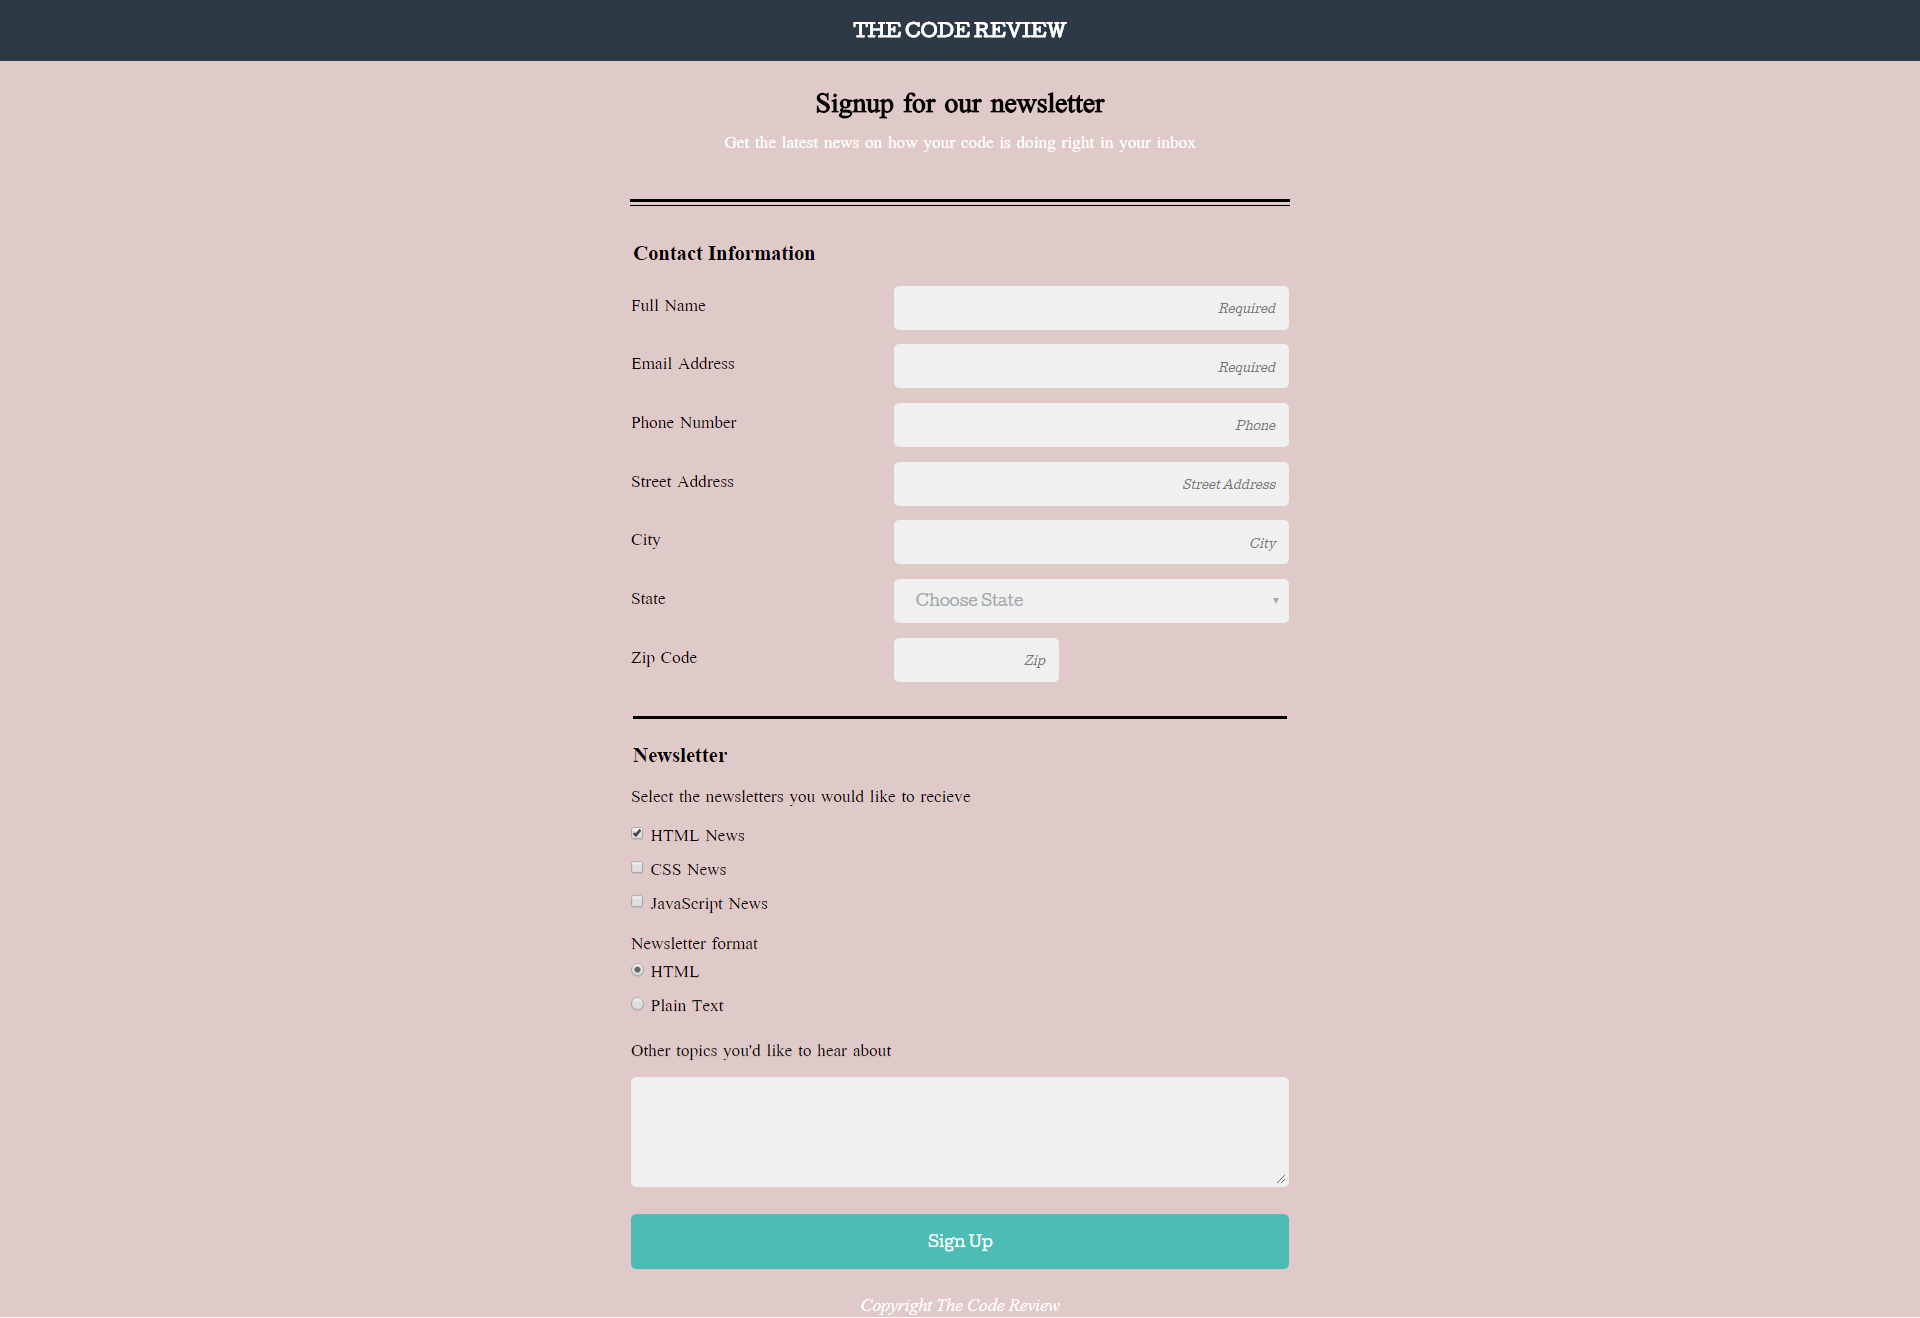 THE CODE REVIEW
Signup for our newsletter
Get the latest news on how your code is doing right in your inbox
Contact Information
Full Name Required
Email Address Required
Phone Number Phone
Street Address Street Address
City City
State Choose State
Zip Code Zip
Newsletter
Select the newsletters you would like to recieve
HTML News
CSS News
JavaScript News
Newsletter format
HTML
Plain Text
Other topics you'd like to hear about
Sign Up
Copyright The Code Review